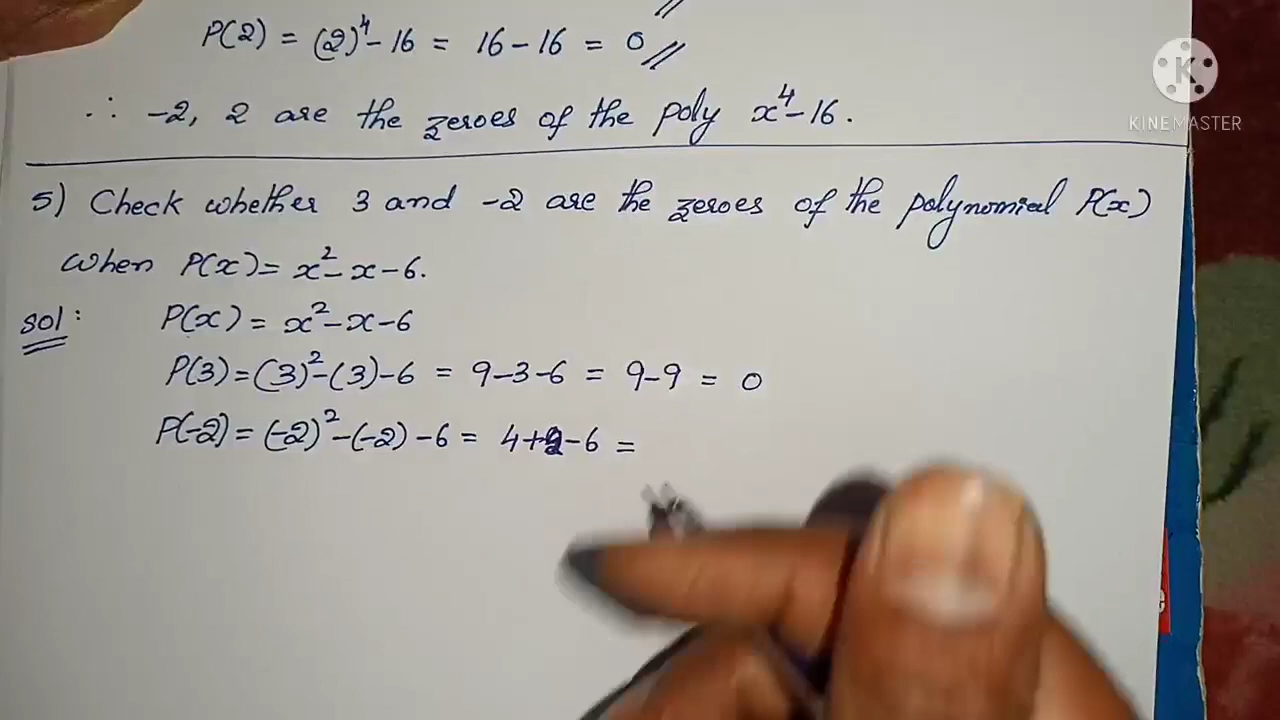 P(2) = (2)⁴ - 16 = 16 - 16 = 0 //
∴ -2, 2 are the zeroes of the poly x⁴ - 16.
5) Check whether 3 and -2 are the zeroes of the polynomial P(x)
when P(x) = x² - x - 6.
Sol: P(x) = x² - x - 6
P(3) = (3)² - (3) - 6 = 9 - 3 - 6 = 9 - 9 = 0
P(-2) = (-2)² - (-2) - 6 = 4 + 2 - 6 =
K
KINEMASTER